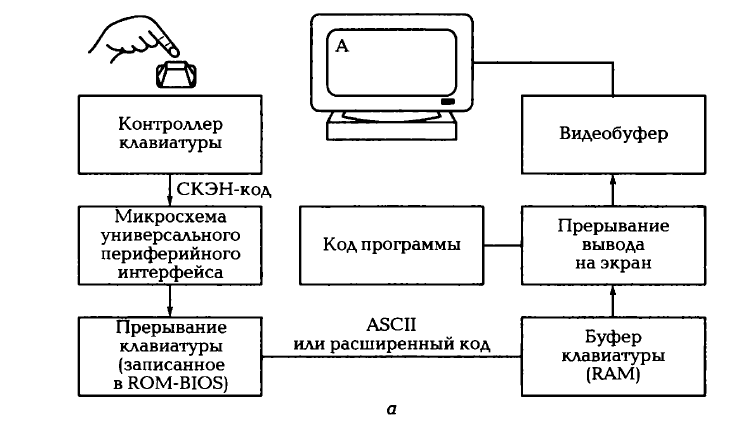 А
Контроллер
клавиатуры
Видеобуфер
СКЭН-код
Микросхема
универсального
периферийного
интерфейса
Код программы
Прерывание
вывода
на экран
Прерывание
клавиатуры
(записанное
в ROM-BIOS)
ASCII
или расширенный код
Буфер
клавиатуры
(RAM)
а